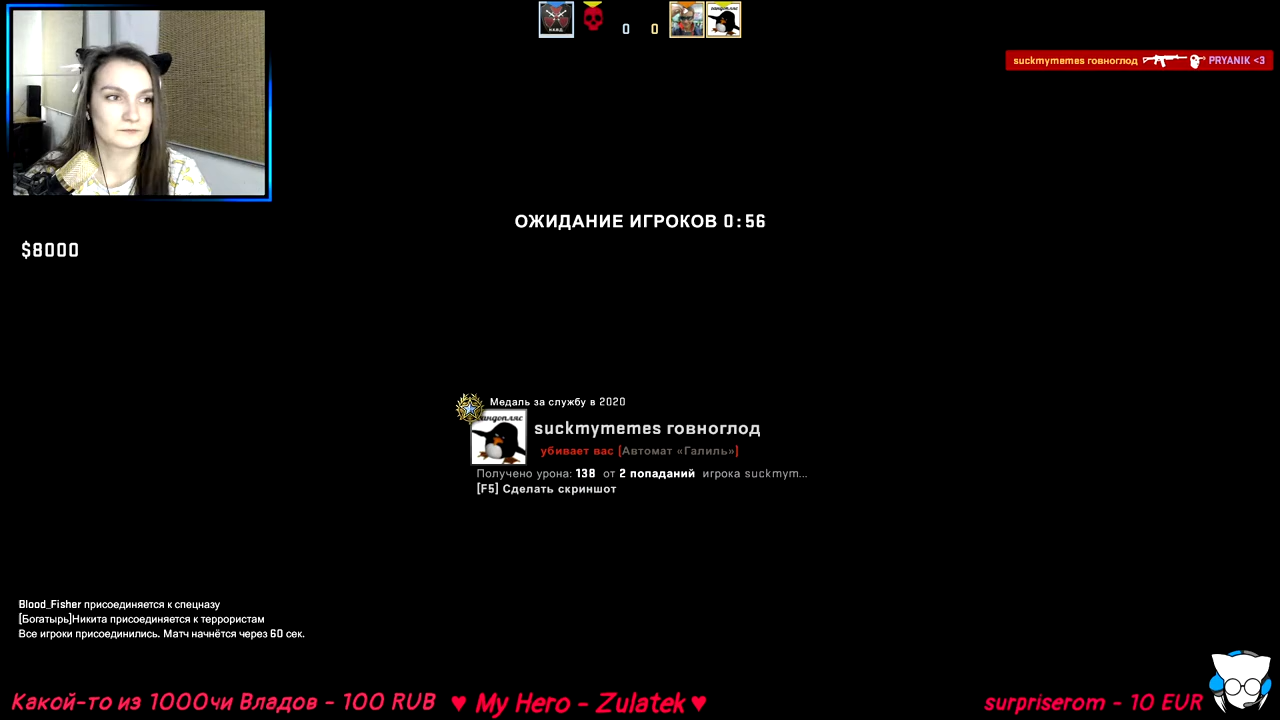 0 0
suckmymemes говноглод PRYANIK <3
ОЖИДАНИЕ ИГРОКОВ 0:56
$8000
Медаль за службу в 2020
suckmymemes говноглод
убивает вас [Автомат «Галиль»]
Получено урона: 138 от 2 попаданий игрока suckmym...
[F5] Сделать скриншот
Blood_Fisher присоединяется к спецназу
[Богатырь]Никита присоединяется к террористам
Все игроки присоединились. Матч начнётся через 60 сек.
Какой-то из 1000чи Владов - 100 RUB ♥ My Hero - Zulatek ♥ surpriserom - 10 EUR